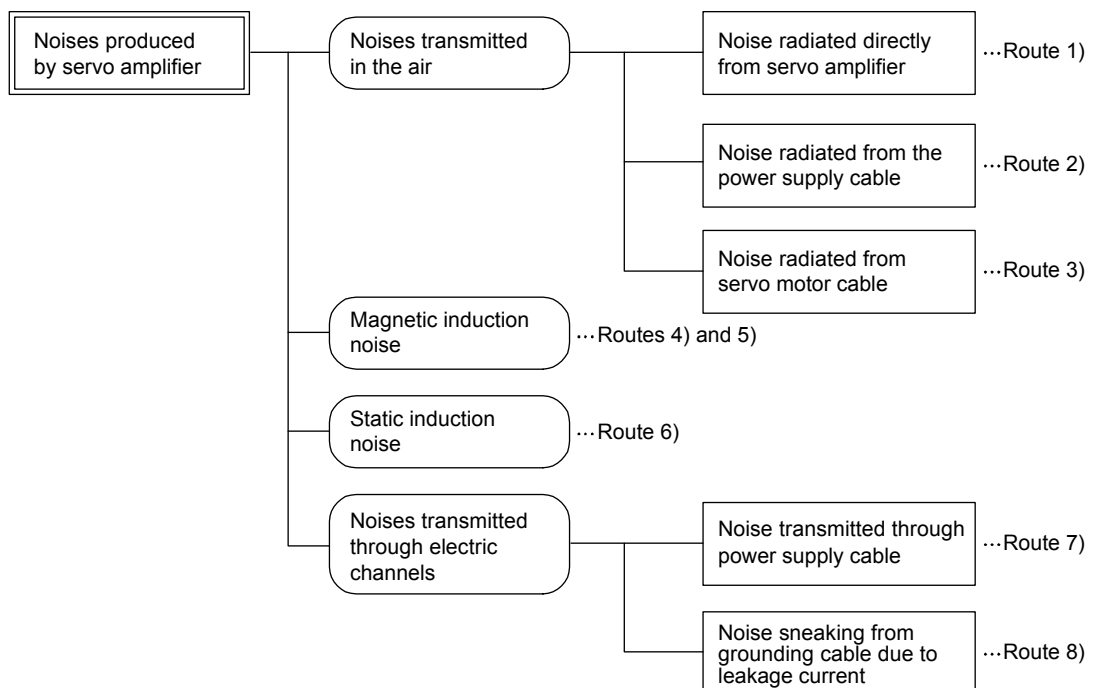 Noises produced
by servo amplifier
Noises transmitted
in the air
Noise radiated directly
from servo amplifier
…Route 1)
Noise radiated from the
power supply cable
…Route 2)
Noise radiated from
servo motor cable
…Route 3)
Magnetic induction
noise
…Routes 4) and 5)
Static induction
noise
…Route 6)
Noises transmitted
through electric
channels
Noise transmitted through
power supply cable
…Route 7)
Noise sneaking from
grounding cable due to
leakage current
…Route 8)